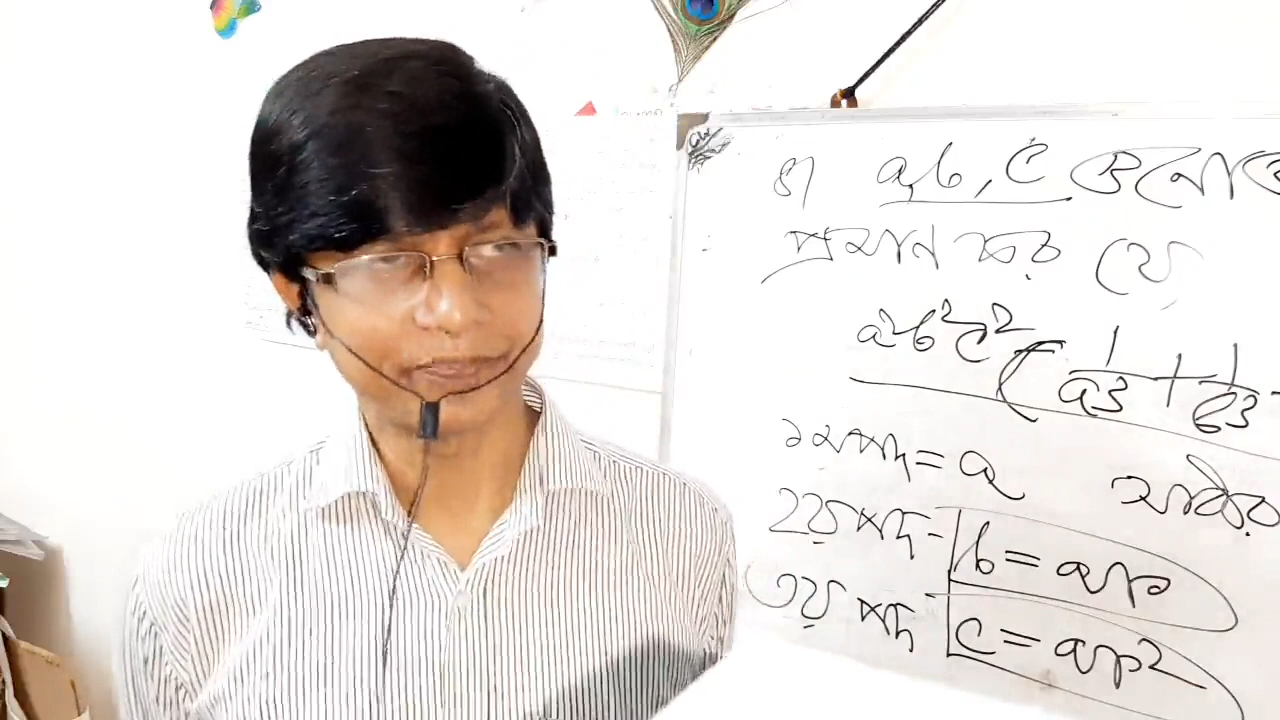 ৪) a, b, c গুনোত্ত
প্রমান কর যে,
a²b²c² ( 1/a³ + 1/b³
১ম পদ = a সাধার
২য় পদ = b = ar
৩য় পদ = c = ar²